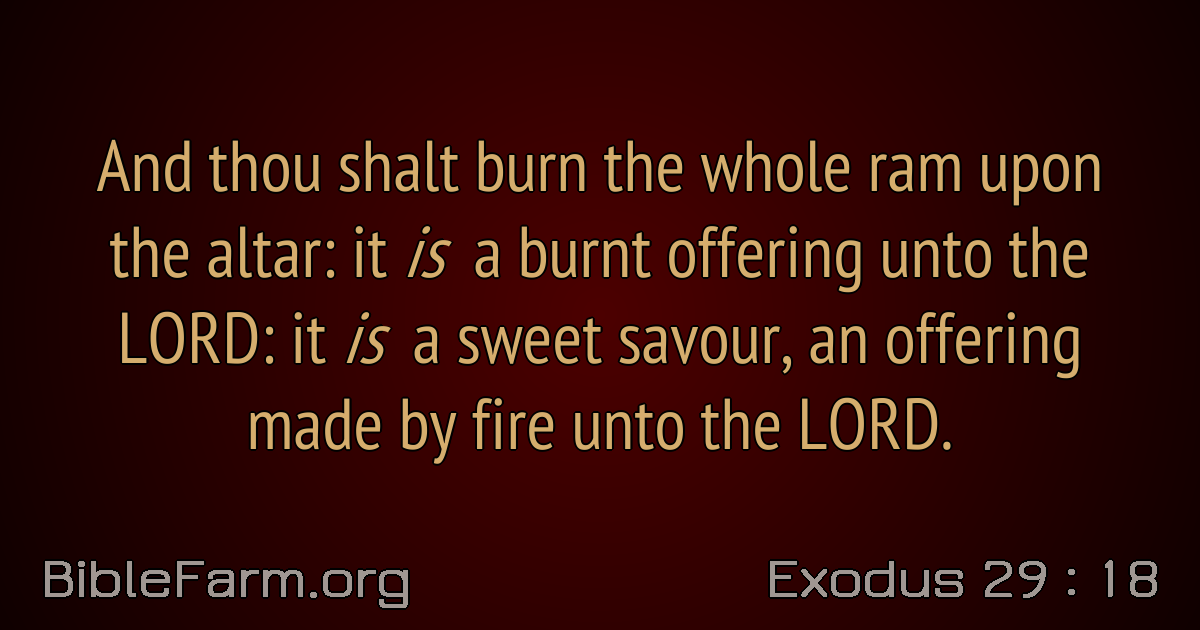 And thou shalt burn the whole ram upon
the altar: it is a burnt offering unto the
LORD: it is a sweet savour, an offering
made by fire unto the LORD.
BibleFarm.org
Exodus 29 : 18